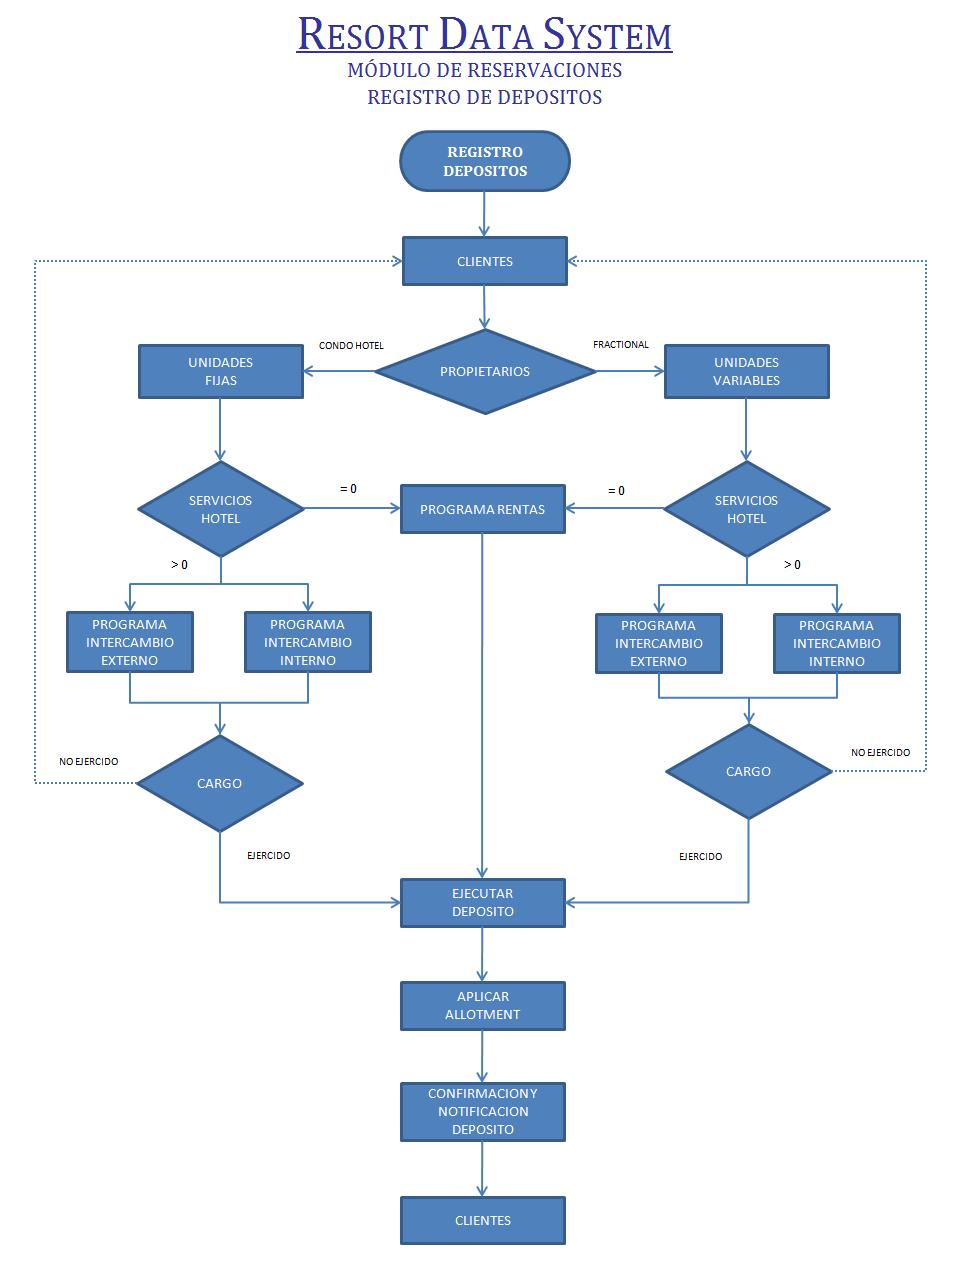 RESORT DATA SYSTEM
MÓDULO DE RESERVACIONES
REGISTRO DE DEPOSITOS
REGISTRO
DEPOSITOS
CLIENTES
CONDO HOTEL
FRACTIONAL
UNIDADES
FIJAS
PROPIETARIOS
UNIDADES
VARIABLES
SERVICIOS
HOTEL
= 0
PROGRAMA RENTAS
= 0
SERVICIOS
HOTEL
> 0
> 0
PROGRAMA
INTERCAMBIO
EXTERNO
PROGRAMA
INTERCAMBIO
INTERNO
PROGRAMA
INTERCAMBIO
EXTERNO
PROGRAMA
INTERCAMBIO
INTERNO
NO EJERCIDO
CARGO
CARGO
NO EJERCIDO
EJERCIDO
EJERCIDO
EJECUTAR
DEPOSITO
APLICAR
ALLOTMENT
CONFIRMACION Y
NOTIFICACION
DEPOSITO
CLIENTES